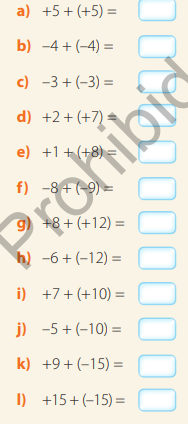 a) +5 + (+5) =
b) –4 + (–4) =
c) –3 + (–3) =
d) +2 + (+7) =
e) +1 + (+8) =
f) –8 + (–9) =
g) +8 + (+12) =
h) –6 + (–12) =
i) +7 + (+10) =
j) –5 + (–10) =
k) +9 + (–15) =
l) +15 + (–15) =
Prohibid